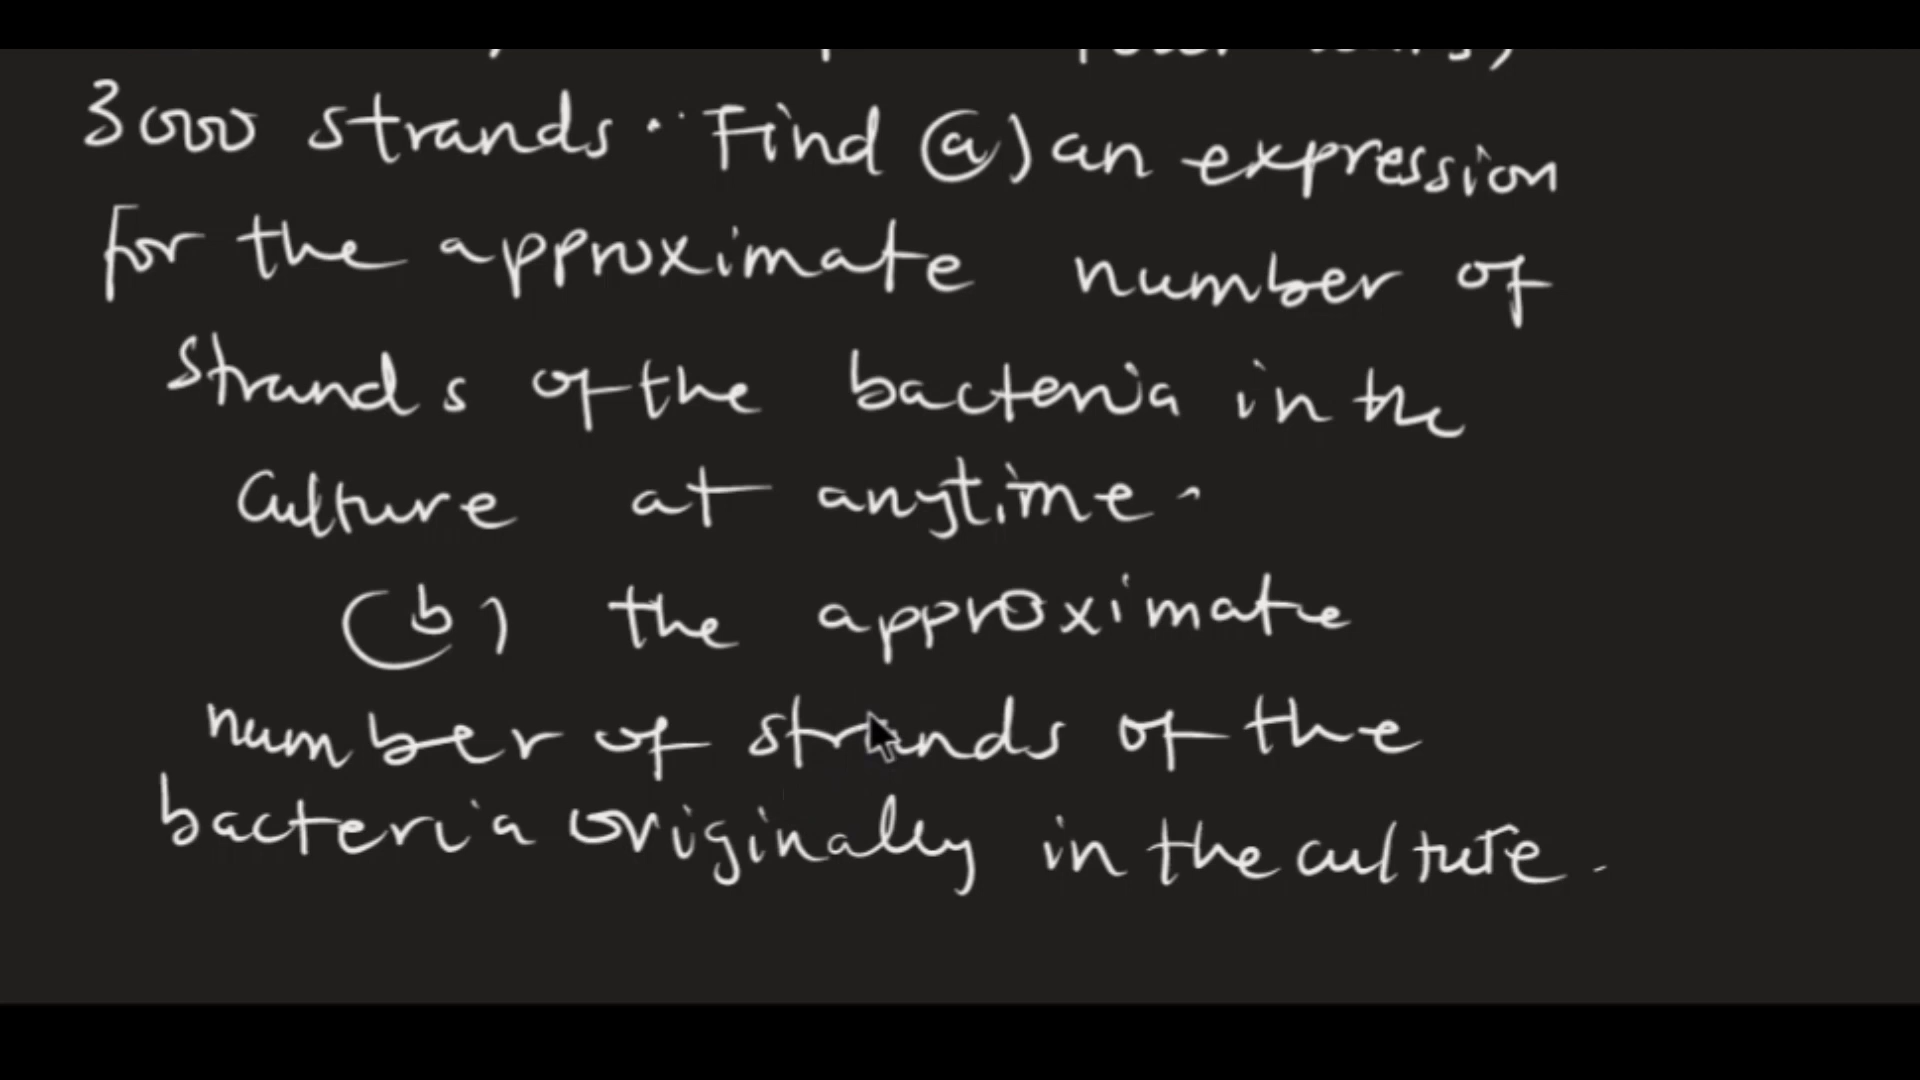 3000 strands. Find (a) an expression
for the approximate number of
strands of the bacteria in the
culture at anytime.
(b) the approximate
number of strands of the
bacteria originally in the culture.